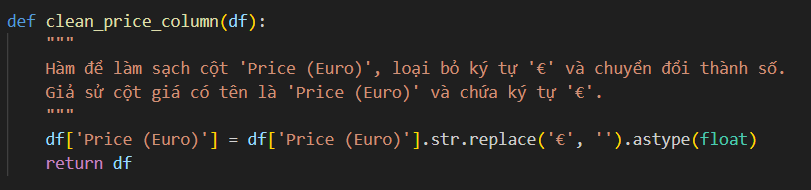 def clean_price_column(df):
    """
    Hàm để làm sạch cột 'Price (Euro)', loại bỏ ký tự '€' và chuyển đổi thành số.
    Giả sử cột giá có tên là 'Price (Euro)' và chứa ký tự '€'.
    """
    df['Price (Euro)'] = df['Price (Euro)'].str.replace('€', '').astype(float)
    return df